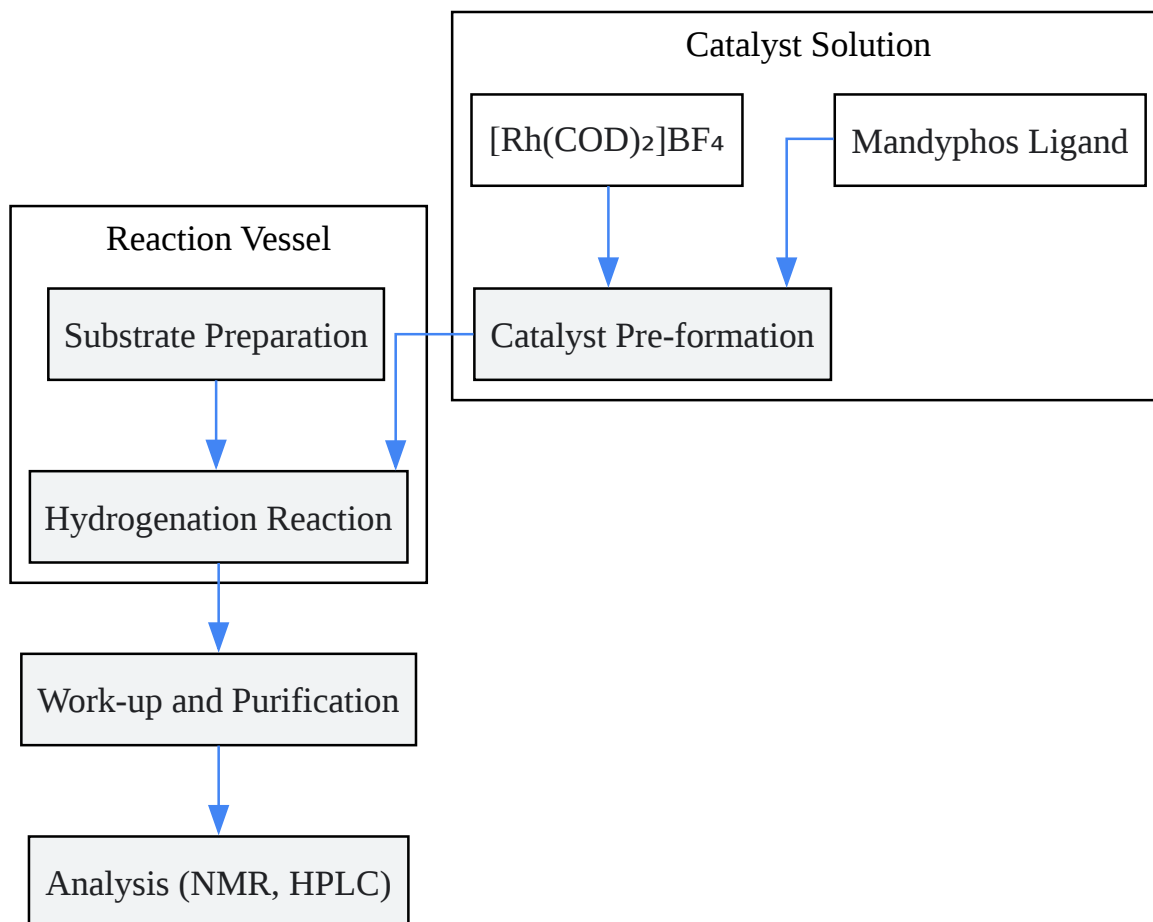 Catalyst Solution
[Rh(COD)₂]BF₄
Mandyphos Ligand
Reaction Vessel
Substrate Preparation
Catalyst Pre-formation
Hydrogenation Reaction
Work-up and Purification
Analysis (NMR, HPLC)